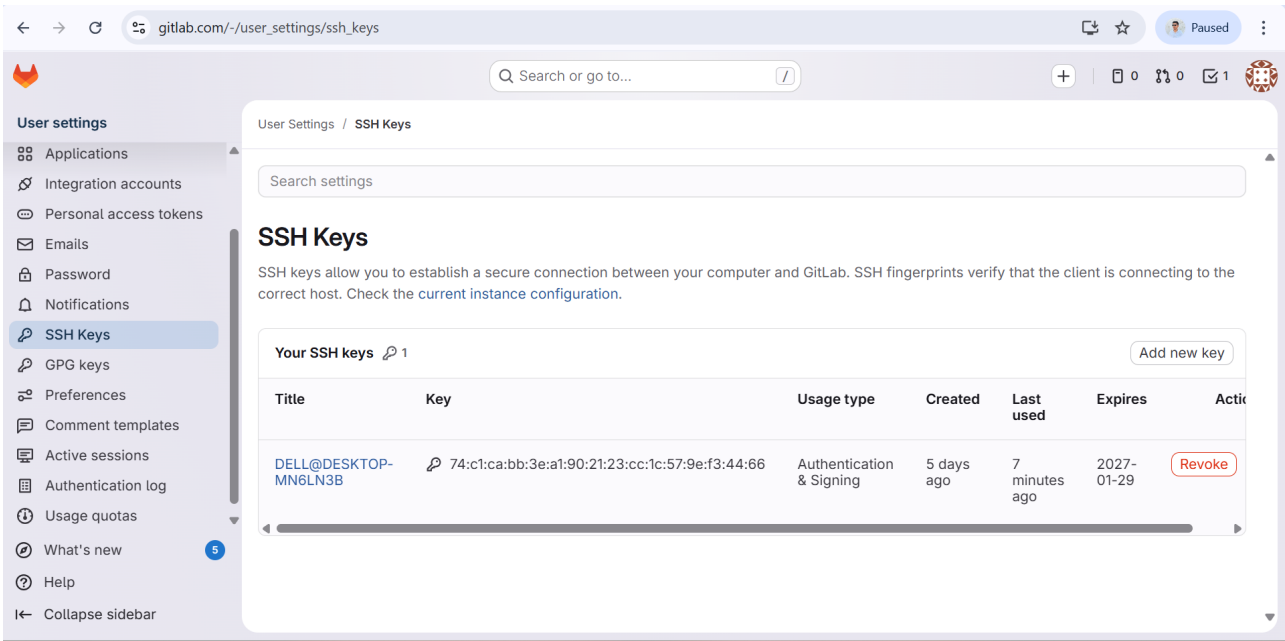 gitlab.com/-/user_settings/ssh_keys
Paused
Search or go to...
/
0
0
1
User settings
Applications
Integration accounts
Personal access tokens
Emails
Password
Notifications
SSH Keys
GPG keys
Preferences
Comment templates
Active sessions
Authentication log
Usage quotas
What's new
5
Help
Collapse sidebar
User Settings / SSH Keys
Search settings
SSH Keys
SSH keys allow you to establish a secure connection between your computer and GitLab. SSH fingerprints verify that the client is connecting to the
correct host. Check the current instance configuration.
Your SSH keys 1
Add new key
Title Key Usage type Created Last used Expires Actic
DELL@DESKTOP-
MN6LN3B
74:c1:ca:bb:3e:a1:90:21:23:cc:1c:57:9e:f3:44:66
Authentication
& Signing
5 days
ago
7
minutes
ago
2027-
01-29
Revoke